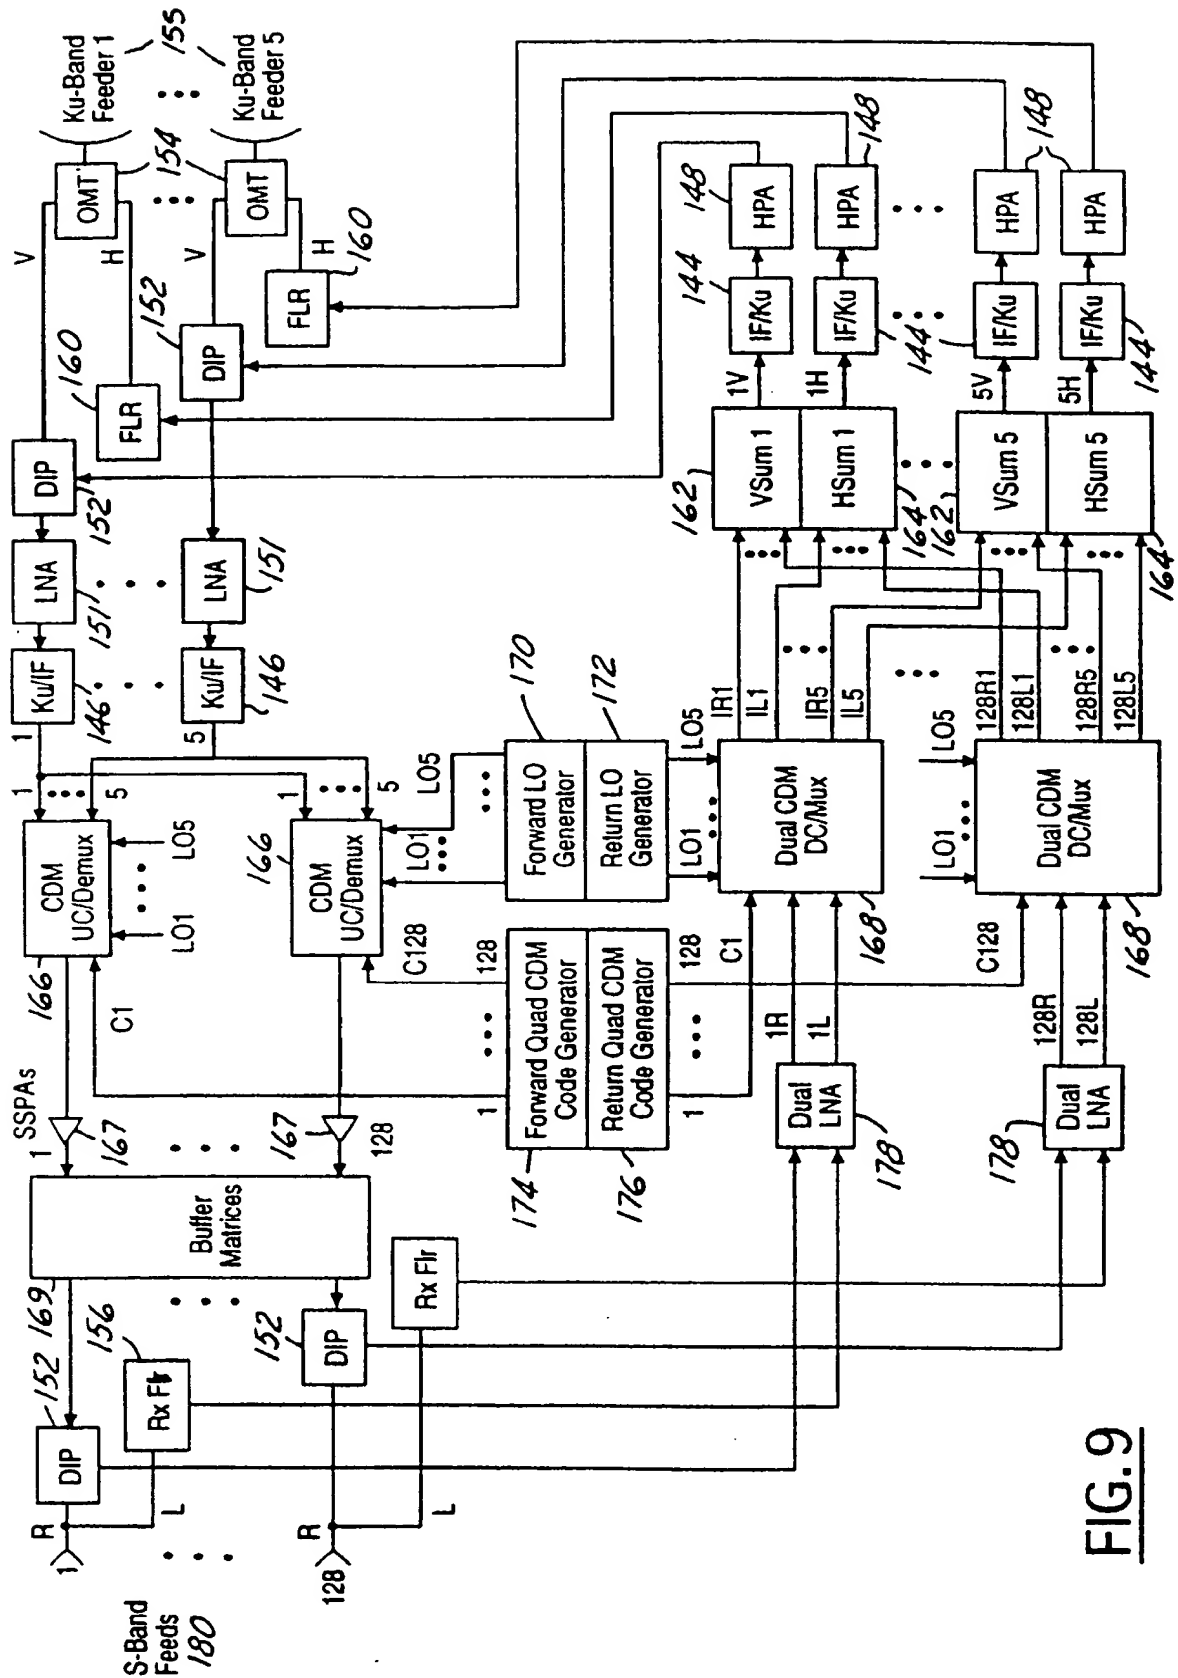 Ku-Band
Feeder 1
155
Ku-Band
Feeder 5
OMT
154
OMT
V
H
V
H
160
FLR
152
DIP
160
FLR
DIP
152
LNA
151
LNA
151
Ku/IF
146
Ku/IF
146
1
5
1
5
CDM
UC/Demux
166
LO1
LO5
1
5
CDM
UC/Demux
166
LO1
LO5
C1
C128
SSPAs
1
167
167
128
Buffer
Matrices
169
152
DIP
156
Rx Flr
152
DIP
Rx Flr
R
L
R
L
1
128
S-Band
Feeds
180
Forward LO
Generator
170
Return LO
Generator
172
LO1
LO5
Forward Quad CDM
Code Generator
174
1
128
Return Quad CDM
Code Generator
176
1
128
C1
1R
1L
Dual
LNA
178
Dual CDM
DC/Mux
168
IR1
IL1
IR5
IL5
C128
128R
128L
Dual
LNA
178
LO1
LO5
Dual CDM
DC/Mux
168
128R1
128L1
128R5
128L5
162
VSum 1
HSum 1
164
162
VSum 5
HSum 5
164
1V
1H
5V
5H
IF/Ku
144
IF/Ku
144
IF/Ku
IF/Ku
144
HPA
148
HPA
148
HPA
148
HPA
FIG. 9